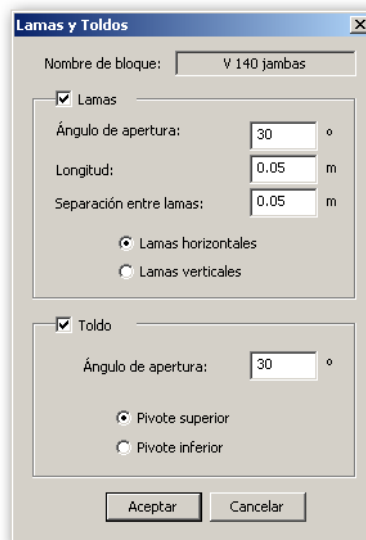 Lamas y Toldos
Nombre de bloque: V 140 jambas
Lamas
Ángulo de apertura: 30 º
Longitud: 0.05 m
Separación entre lamas: 0.05 m
Lamas horizontales
Lamas verticales
Toldo
Ángulo de apertura: 30 º
Pivote superior
Pivote inferior
Aceptar Cancelar